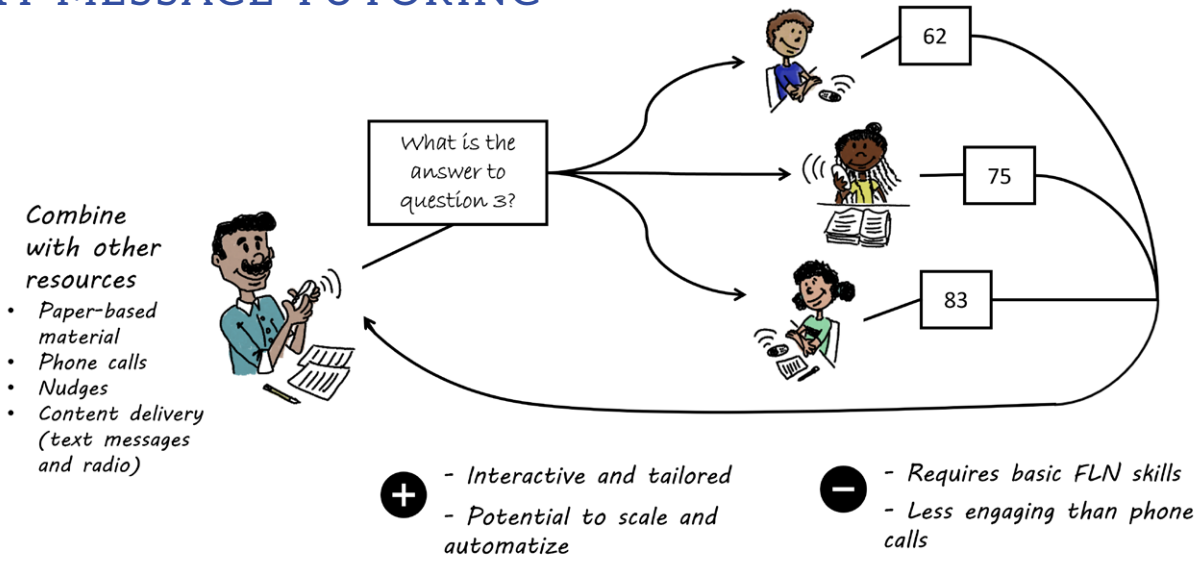 MESSAGE TUTORING
What is the
answer to
question 3?
62
75
83
Combine
with other
resources
• Paper-based
material
• Phone calls
• Nudges
• Content delivery
(text messages
and radio)
+
- Interactive and tailored
- Potential to scale and
automatize
−
- Requires basic FLN skills
- Less engaging than phone
calls